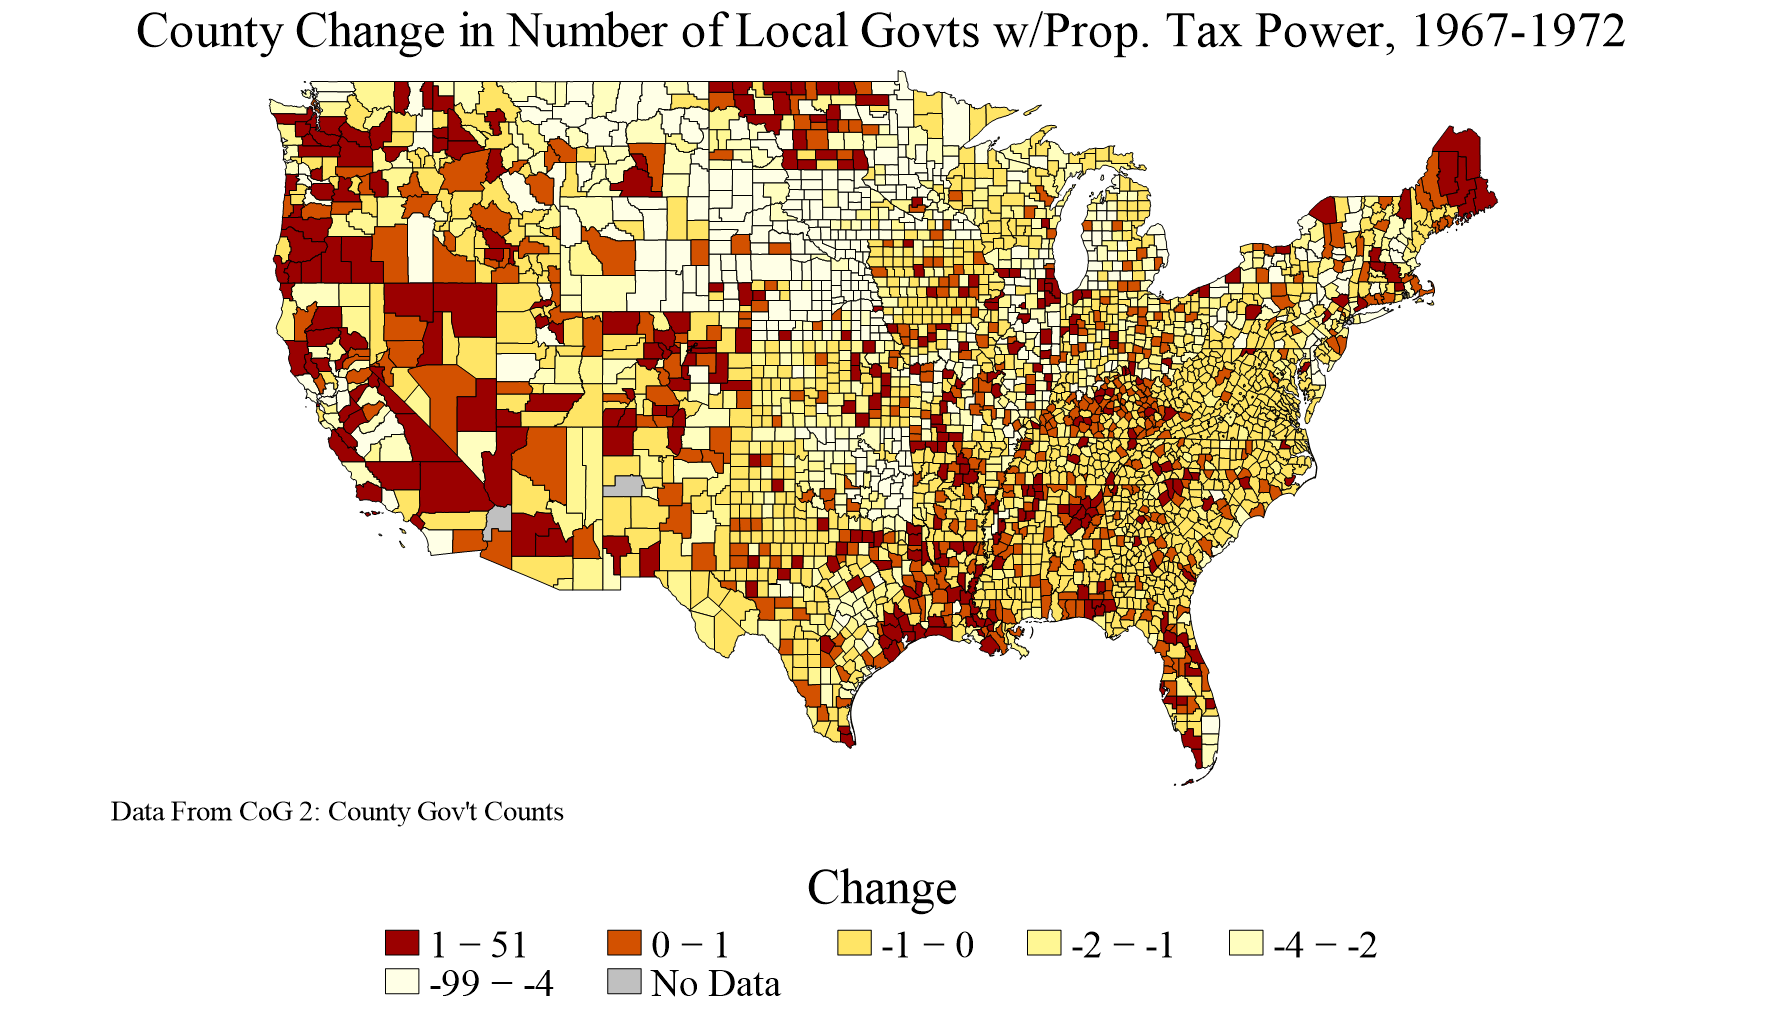 County Change in Number of Local Govts w/Prop. Tax Power, 1967-1972
Data From CoG 2: County Gov't Counts
Change
1 − 51
0 − 1
-1 − 0
-2 − -1
-4 − -2
-99 − -4
No Data